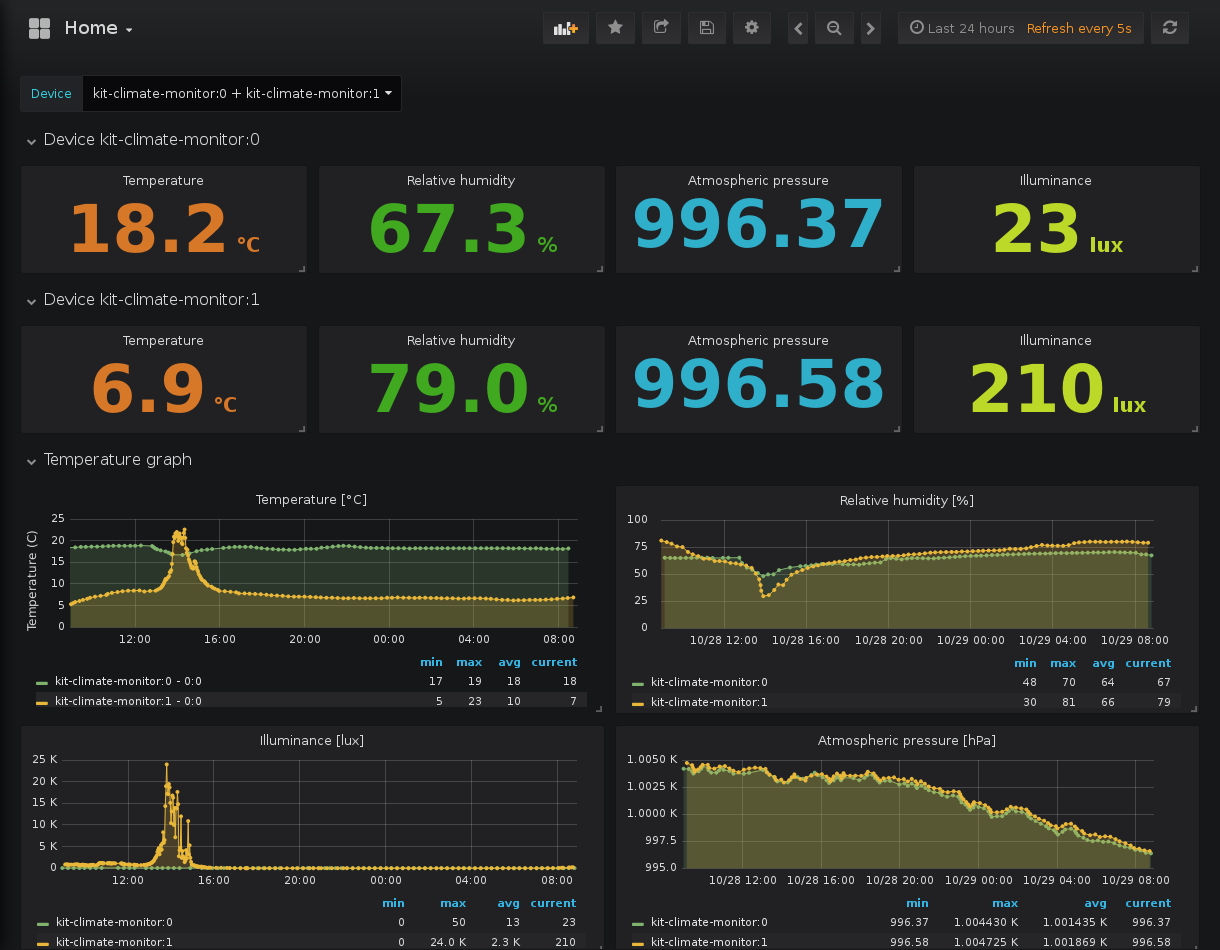 Home
Last 24 hours Refresh every 5s
Device kit-climate-monitor:0 + kit-climate-monitor:1
Device kit-climate-monitor:0
Temperature Relative humidity Atmospheric pressure Illuminance
18.2 °C 67.3 % 996.37 23 lux
Device kit-climate-monitor:1
Temperature Relative humidity Atmospheric pressure Illuminance
6.9 °C 79.0 % 996.58 210 lux
Temperature graph
Temperature [°C]
Temperature (C)
25
20
15
10
5
0
12:00 16:00 20:00 00:00 04:00 08:00
min max avg current
kit-climate-monitor:0 - 0:0 17 19 18 18
kit-climate-monitor:1 - 0:0 5 23 10 7
Relative humidity [%]
100
75
50
25
0
10/28 12:00 10/28 16:00 10/28 20:00 10/29 00:00 10/29 04:00 10/29 08:00
min max avg current
kit-climate-monitor:0 48 70 64 67
kit-climate-monitor:1 30 81 66 79
Illuminance [lux]
25 K
20 K
15 K
10 K
5 K
0
12:00 16:00 20:00 00:00 04:00 08:00
min max avg current
kit-climate-monitor:0 0 50 13 23
kit-climate-monitor:1 0 24.0 K 2.3 K 210
Atmospheric pressure [hPa]
1.0050 K
1.0025 K
1.0000 K
997.5
995.0
10/28 12:00 10/28 16:00 10/28 20:00 10/29 00:00 10/29 04:00 10/29 08:00
min max avg current
kit-climate-monitor:0 996.37 1.004430 K 1.001435 K 996.37
kit-climate-monitor:1 996.58 1.004725 K 1.001869 K 996.58